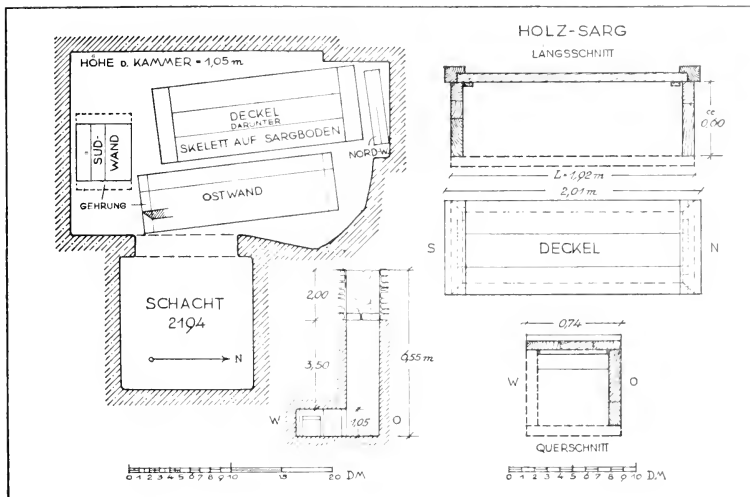 HÖHE D. KAMMER = 1,05 m
DECKEL
DARUNTER
SKELETT AUF SARGBODEN
NORD-W.
SÜD-
WAND
GEHRUNG
OSTWAND
SCHACHT
2194
N
2,00
3,50
6,55 m
1,05
W
O
0 1 2 3 4 5 6 7 8 9 10 15 20 D.M
HOLZ-SARG
LÄNGSSCHNITT
0,60
L = 1,92 m
2,01 m
S
DECKEL
N
0,74
W
O
QUERSCHNITT
0 1 2 3 4 5 6 7 8 9 10 D.M